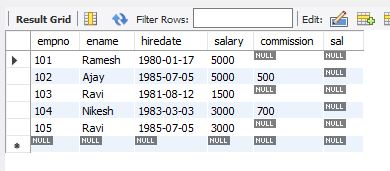 Result Grid Filter Rows: Edit:
empno ename hiredate salary commission sal
101 Ramesh 1980-01-17 5000 NULL NULL
102 Ajay 1985-07-05 5000 500 NULL
103 Ravi 1981-08-12 1500 NULL NULL
104 Nikesh 1983-03-03 3000 700 NULL
105 Ravi 1985-07-05 3000 NULL NULL
NULL NULL NULL NULL NULL NULL